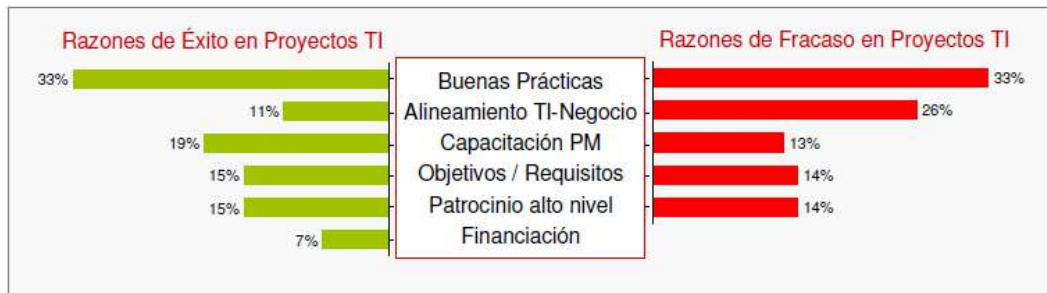 Razones de Éxito en Proyectos TI
Razones de Fracaso en Proyectos TI
33% Buenas Prácticas 33%
11% Alineamiento TI-Negocio 26%
19% Capacitación PM 13%
15% Objetivos / Requisitos 14%
15% Patrocinio alto nivel 14%
7% Financiación